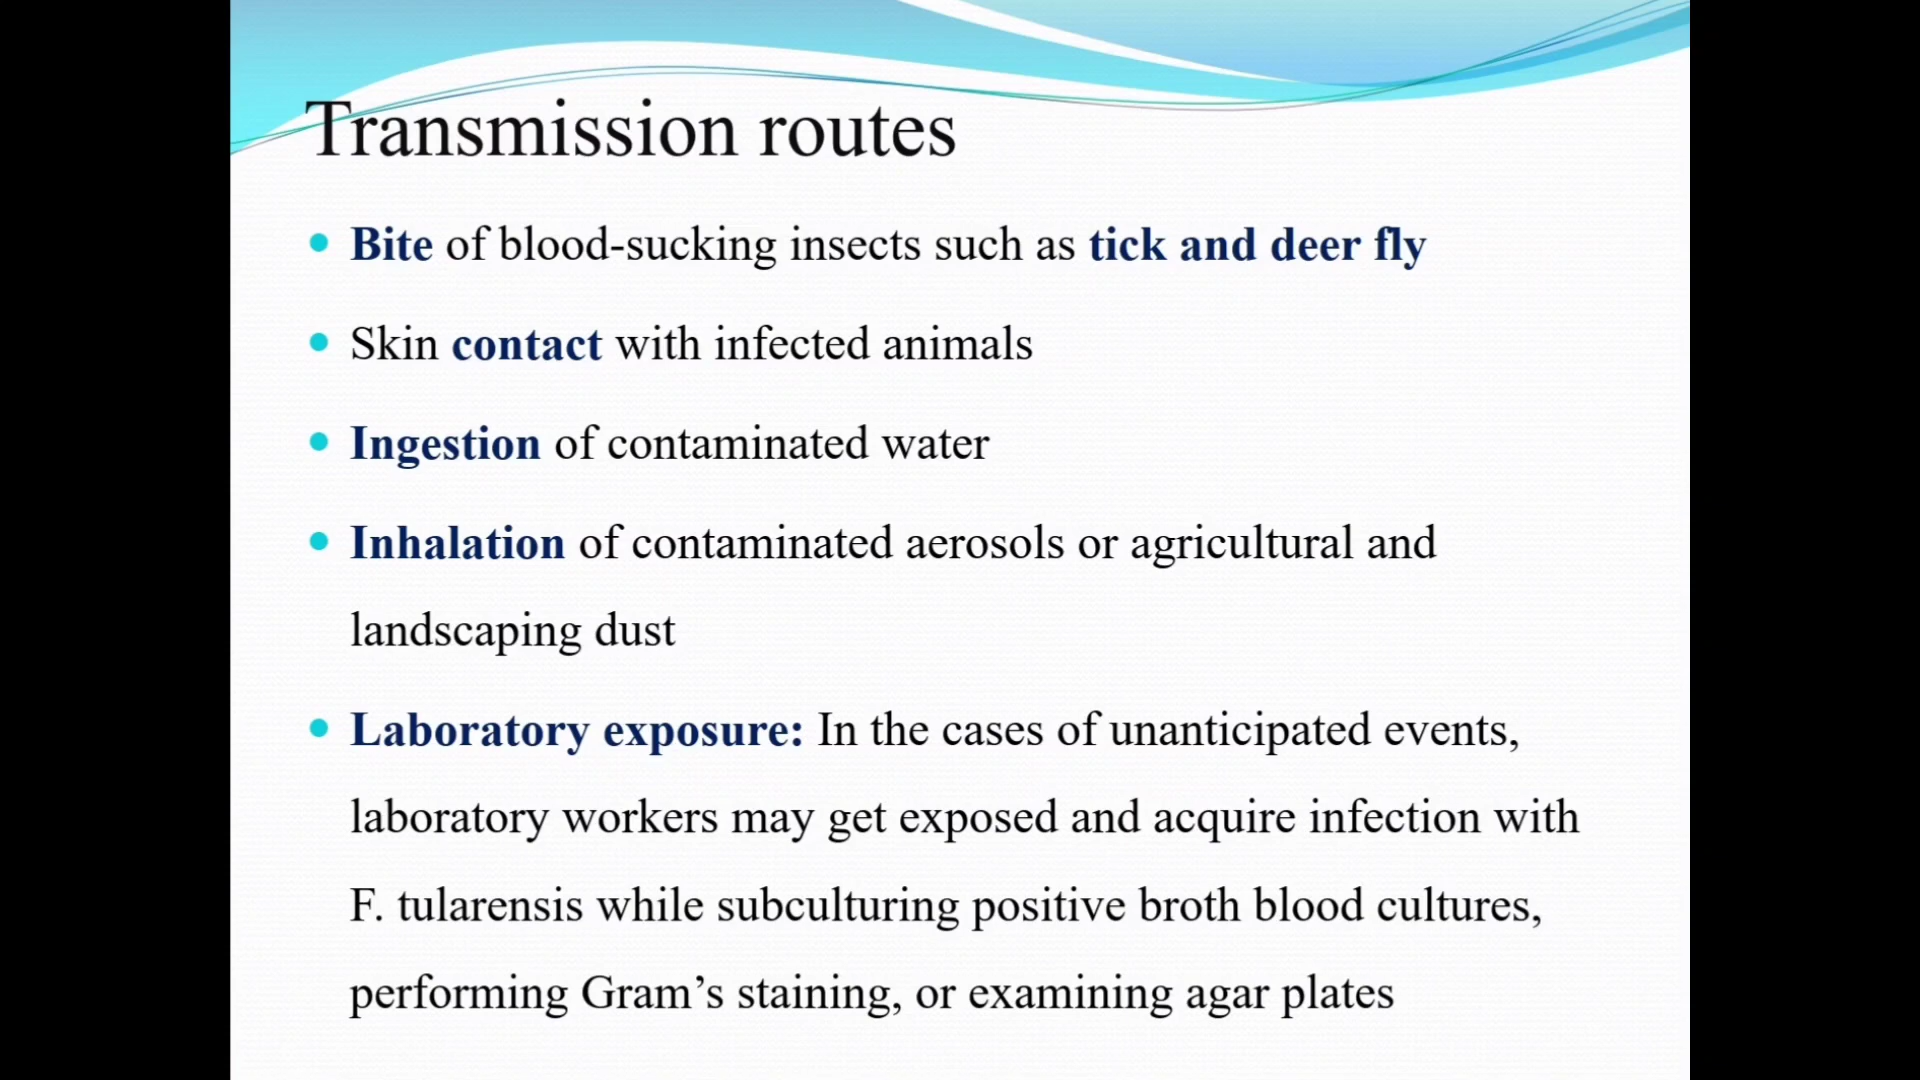 Transmission routes
Bite of blood-sucking insects such as tick and deer fly
Skin contact with infected animals
Ingestion of contaminated water
Inhalation of contaminated aerosols or agricultural and
landscaping dust
Laboratory exposure: In the cases of unanticipated events,
laboratory workers may get exposed and acquire infection with
F. tularensis while subculturing positive broth blood cultures,
performing Gram’s staining, or examining agar plates